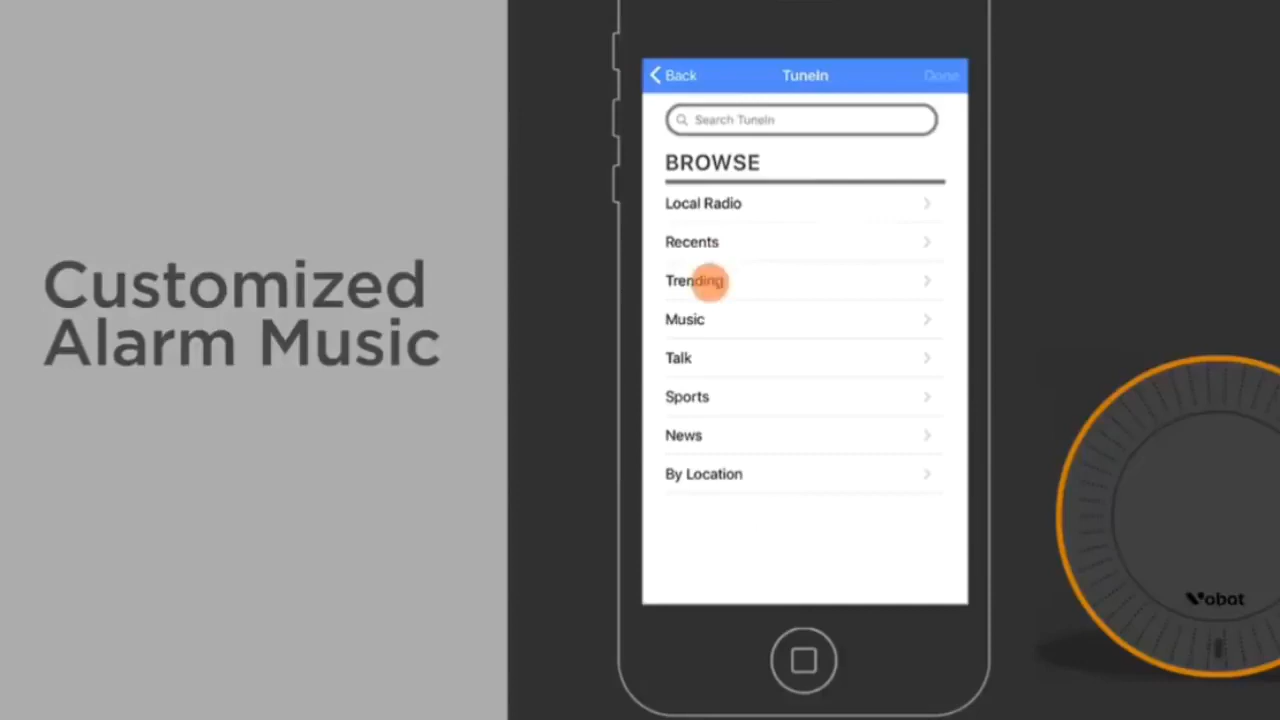 Customized
Alarm Music
Back
TuneIn
Done
Search TuneIn
BROWSE
Local Radio
Recents
Trending
Music
Talk
Sports
News
By Location
Vobot